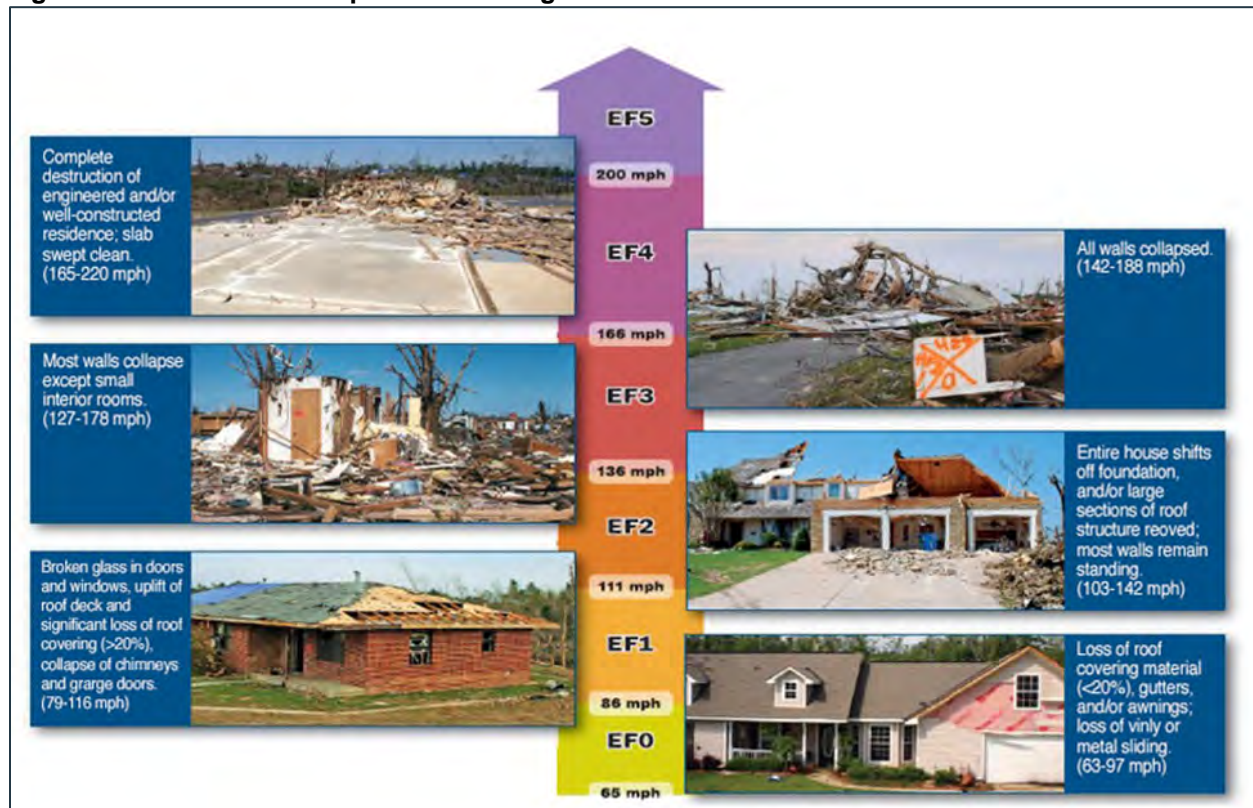 EF5
200 mph
EF4
166 mph
EF3
136 mph
EF2
111 mph
EF1
86 mph
EF0
65 mph
Complete
destruction of
engineered and/or
well-constructed
residence; slab
swept clean.
(165-220 mph)
All walls collapsed.
(142-188 mph)
Most walls collapse
except small
interior rooms.
(127-178 mph)
Entire house shifts
off foundation,
and/or large
sections of roof
structure reoved;
most walls remain
standing.
(103-142 mph)
Broken glass in doors
and windows, uplift of
roof deck and
significant loss of roof
covering (>20%),
collapse of chimneys
and grarge doors.
(79-116 mph)
Loss of roof
covering material
(<20%), gutters,
and/or awnings;
loss of vinly or
metal sliding.
(63-97 mph)